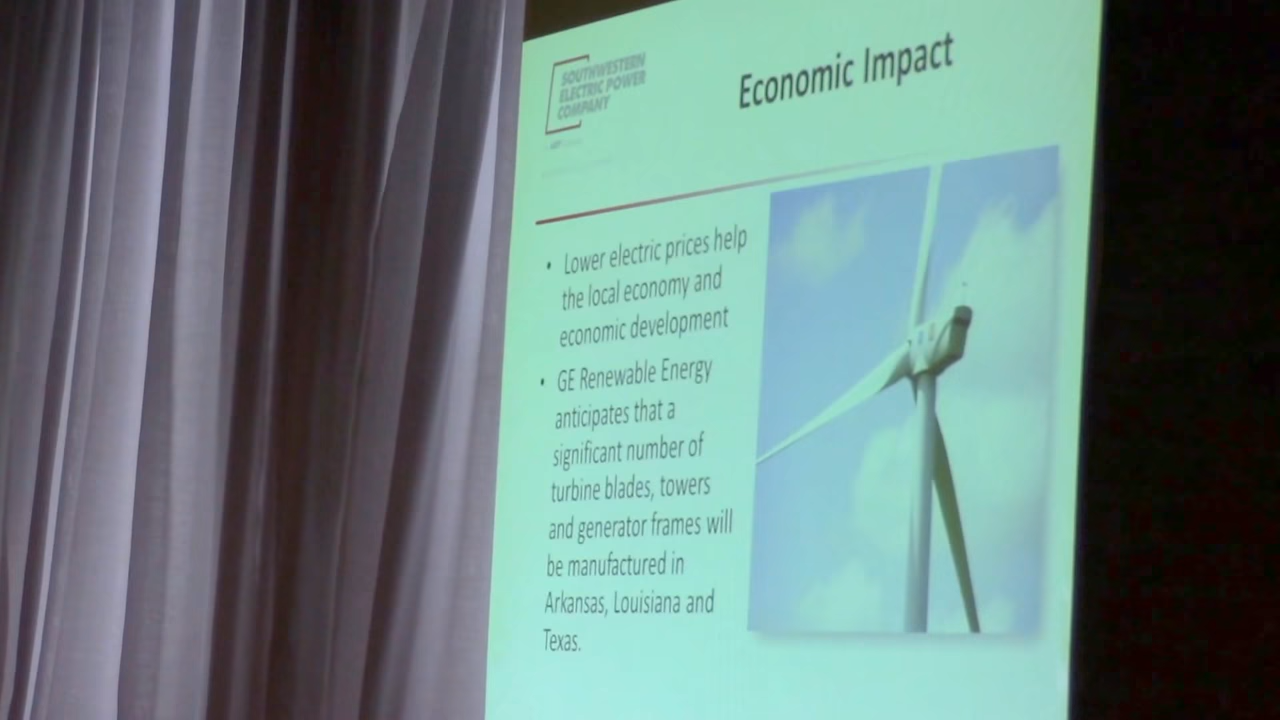 SOUTHWESTERN
ELECTRIC POWER
COMPANY
Economic Impact
• Lower electric prices help
the local economy and
economic development
• GE Renewable Energy
anticipates that a
significant number of
turbine blades, towers
and generator frames will
be manufactured in
Arkansas, Louisiana and
Texas.